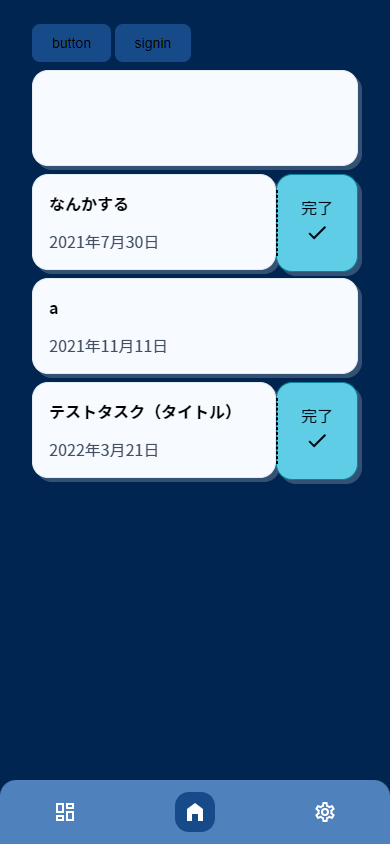 button signin
なんかする
完了
2021年7月30日
a
2021年11月11日
テストタスク（タイトル）
完了
2022年3月21日